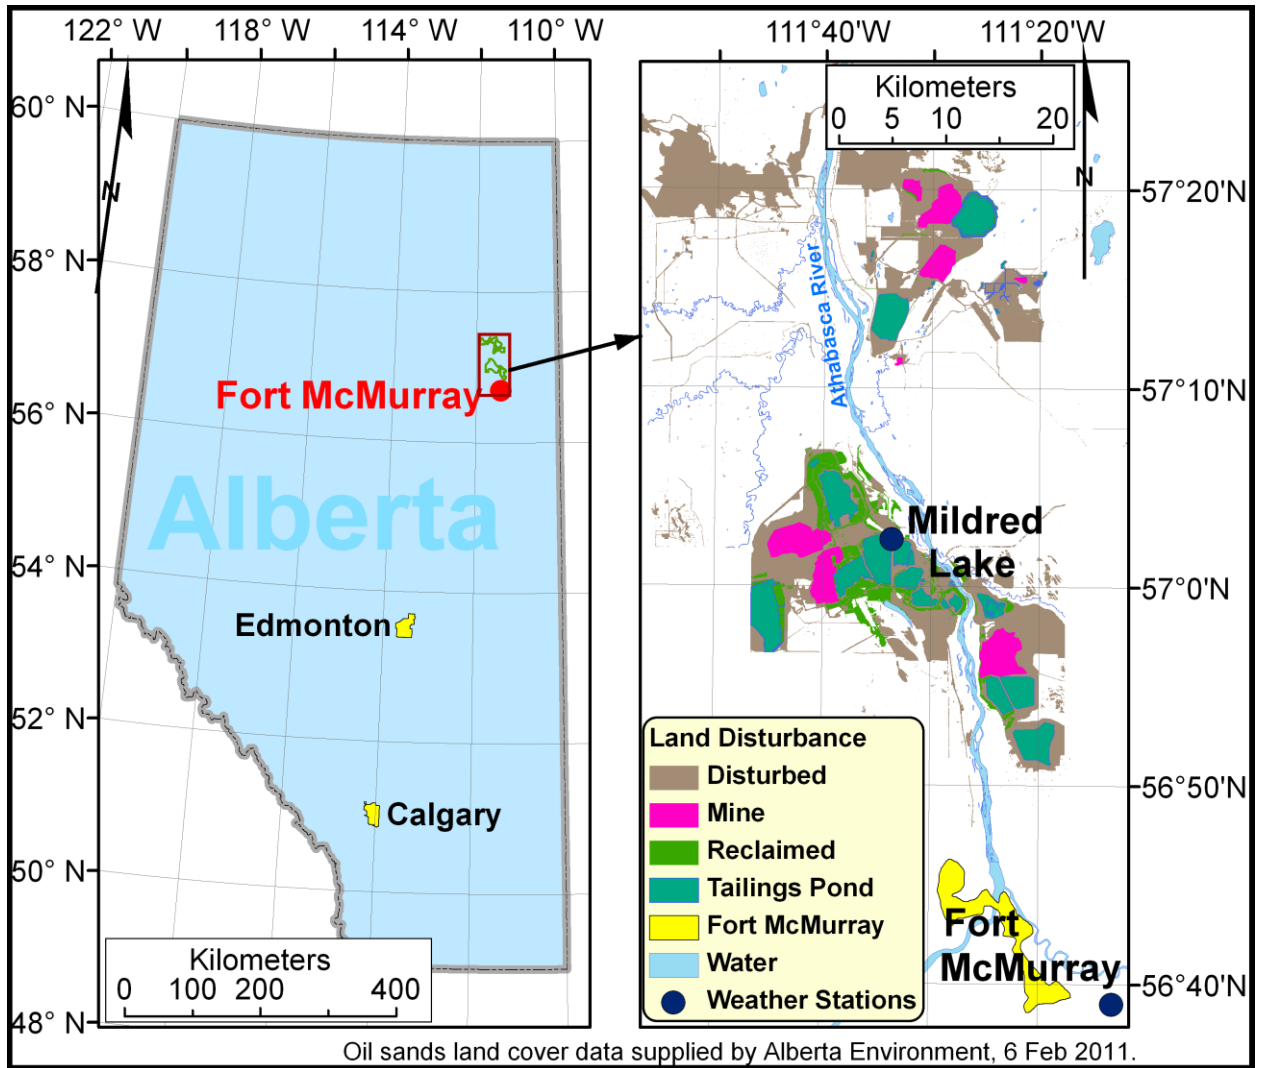 122° W 118° W 114° W 110° W
60° N
58° N
56° N
54° N
52° N
50° N
48° N
N
Fort McMurray
Alberta
Edmonton
Calgary
Kilometers
0 100 200 400
111°40'W 111°20'W
Kilometers
0 5 10 20
N
57°20'N
57°10'N
57°0'N
56°50'N
56°40'N
Athabasca River
Mildred
Lake
Fort
McMurray
Land Disturbance
Disturbed
Mine
Reclaimed
Tailings Pond
Fort McMurray
Water
Weather Stations
Oil sands land cover data supplied by Alberta Environment, 6 Feb 2011.